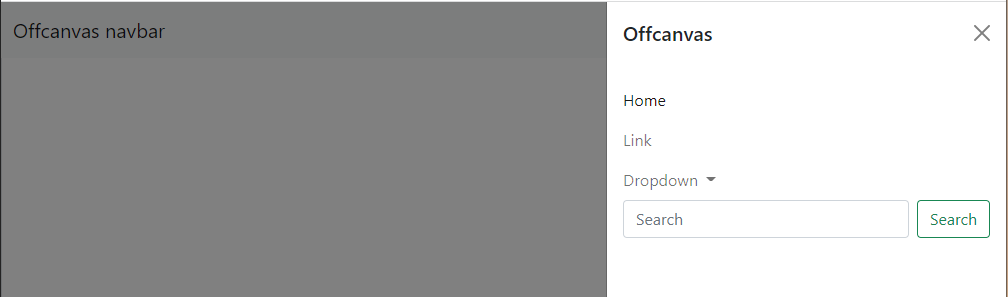 Offcanvas navbar
Offcanvas
Home
Link
Dropdown
Search Search